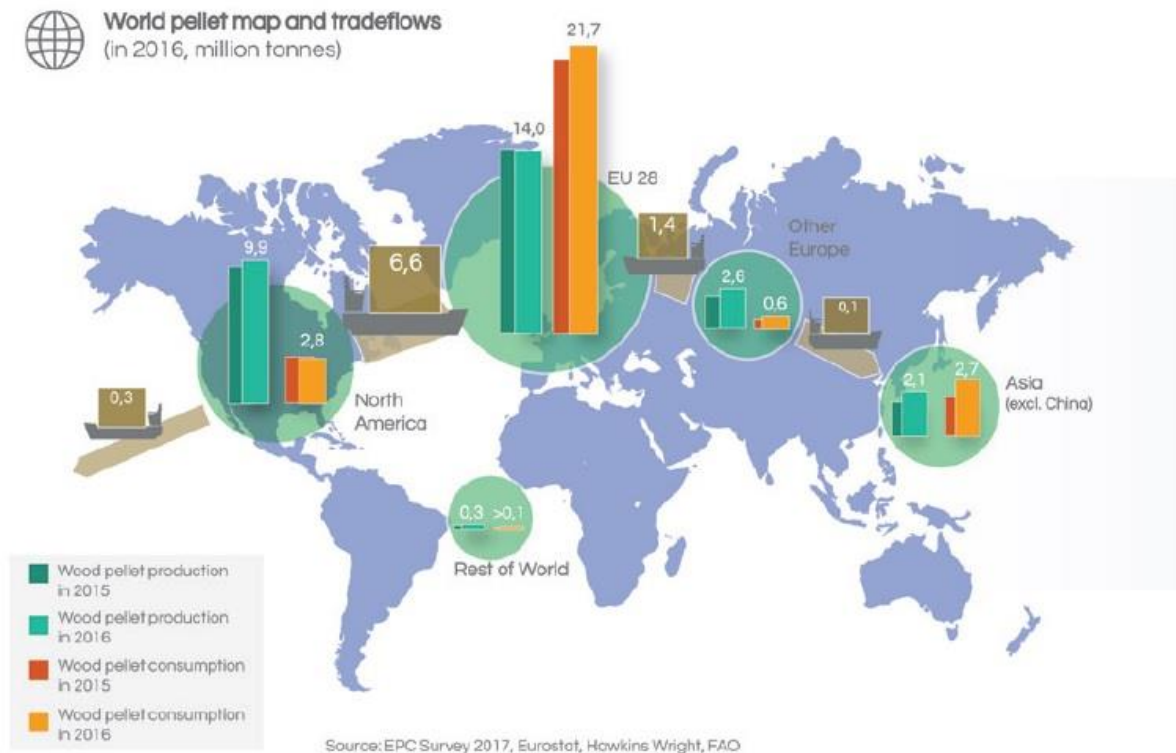 World pellet map and tradeflows
(in 2016, million tonnes)
21,7
14,0
EU 28
1,4
Other
Europe
9,9
6,6
2,6
0,6
0,1
2,8
0,3
North
America
2,1
2,7
Asia
(excl. China)
0,3 >0,1
Rest of World
Wood pellet production
in 2015
Wood pellet production
in 2016
Wood pellet consumption
in 2015
Wood pellet consumption
in 2016
Source: EPC Survey 2017, Eurostat, Hawkins Wright, FAO